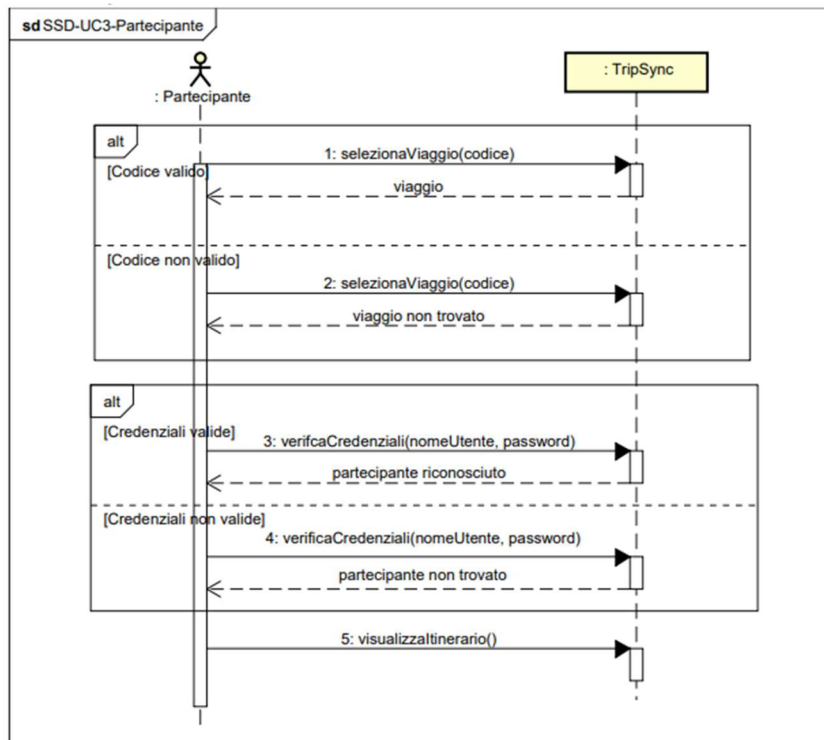 sd SSD-UC3-Partecipante
: Partecipante
: TripSync
alt
1: selezionaViaggio(codice)
[Codice valido]
viaggio
[Codice non valido]
2: selezionaViaggio(codice)
viaggio non trovato
alt
[Credenziali valide]
3: verifcaCredenziali(nomeUtente, password)
partecipante riconosciuto
[Credenziali non valide]
4: verificaCredenziali(nomeUtente, password)
partecipante non trovato
5: visualizzaItinerario()